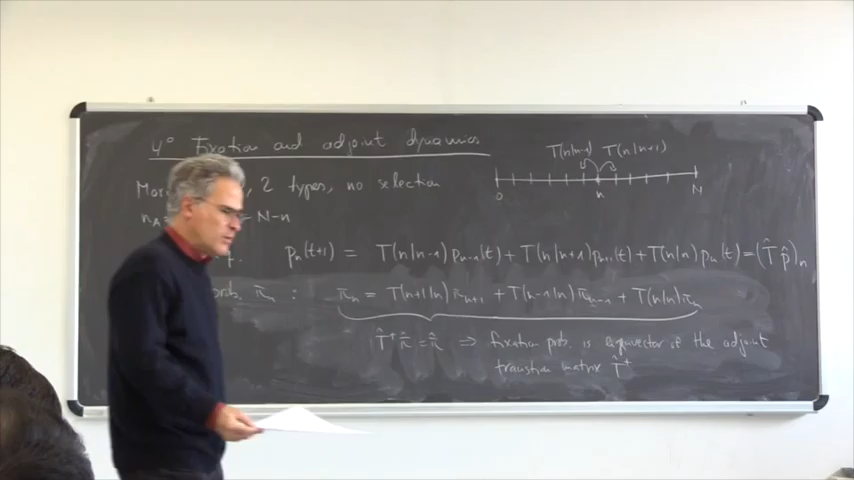 4° Fixation and adjoint dynamics
T(n|n-1) T(n|n+1)
0 n N
2 types, no selection
N-n
p_n(t+1) = T(n|n-1) p_{n-1}(t) + T(n|n+1) p_{n+1}(t) + T(n|n) p_n(t) = (T̂ p̂)_n
prob. π_n : π_n = T(n+1|n) π_{n+1} + T(n-1|n) π_{n-1} + T(n|n) π_n
T̂⁺ π̂ = π̂ ⇒ fixation prob. is eigenvector of the adjoint
transition matrix T̂⁺